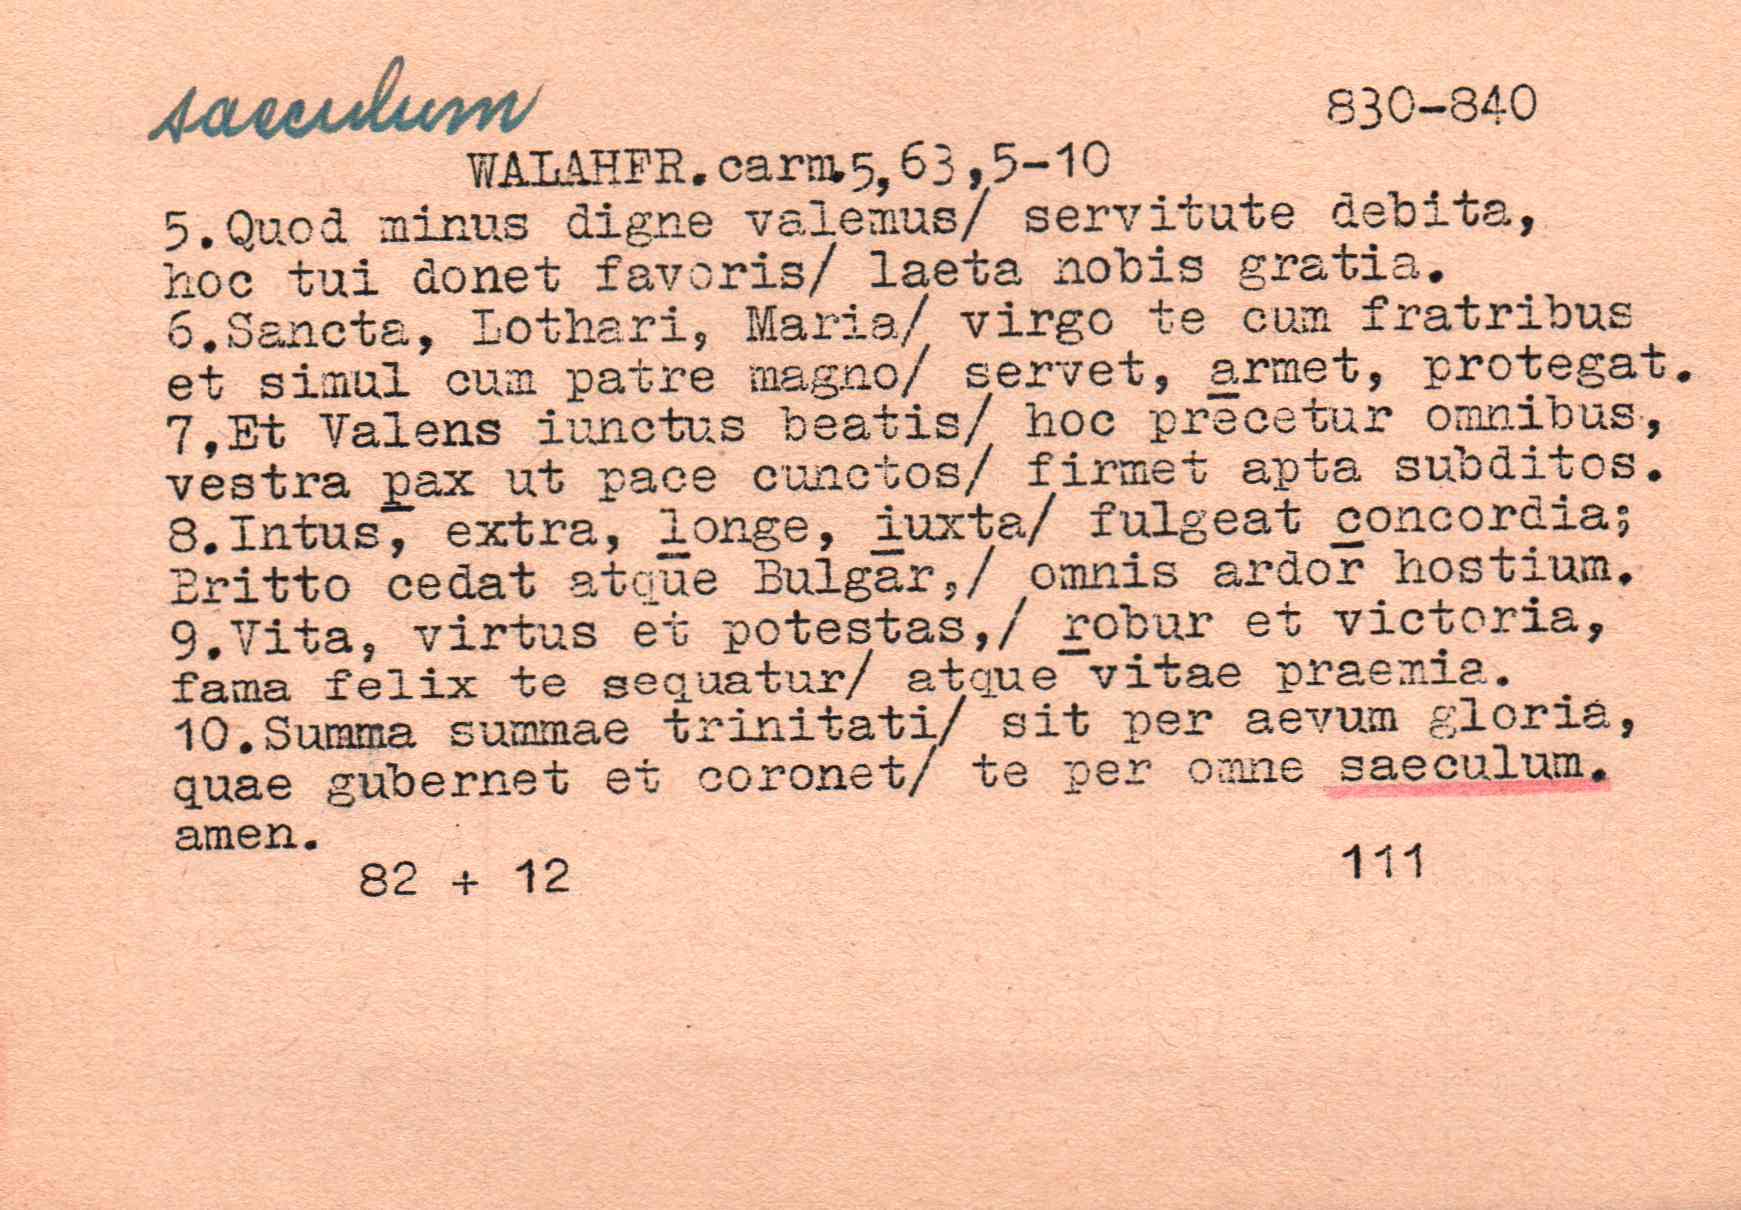 saeculum
830-840
WALAHFR.carm.5,63,5-10
5.Quod minus digne valemus/ servitute debita,
hoc tui donet favoris/ laeta nobis gratia.
6.Sancta, Lothari, Maria/ virgo te cum fratribus
et simul cum patre magno/ servet, armet, protegat.
7,Et Valens iunctus beatis/ hoc precetur omnibus,
vestra pax ut pace cunctos/ firmet apta subditos.
8.Intus, extra, longe, iuxta/ fulgeat concordia;
Britto cedat atque Bulgar,/ omnis ardor hostium.
9.Vita, virtus et potestas,/ robur et victoria,
fama felix te sequatur/ atque vitae praemia.
10.Summa summae trinitati/ sit per aevum gloria,
quae gubernet et coronet/ te per omne saeculum.
amen.
82 + 12
111